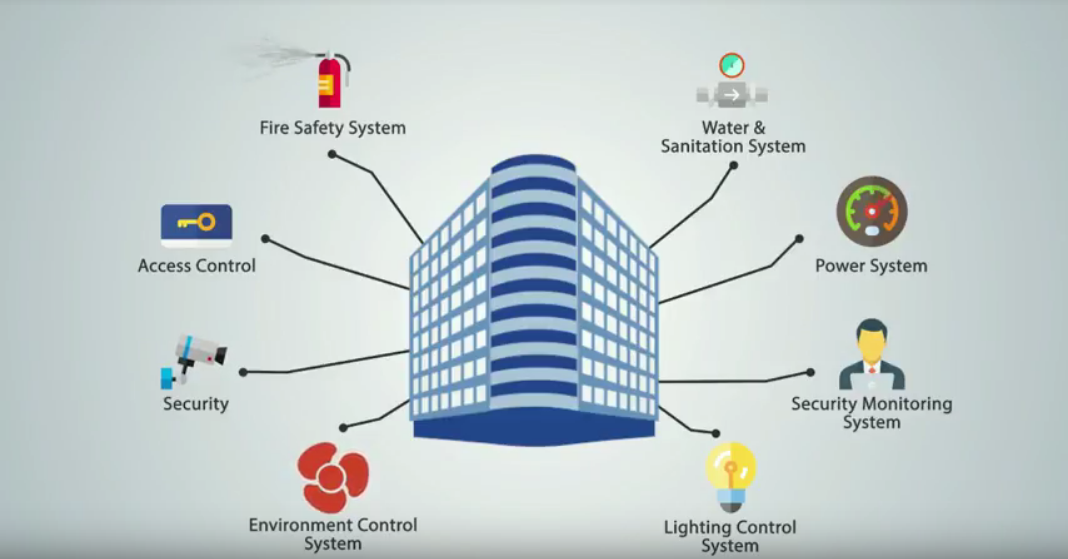 Fire Safety System
Water &
Sanitation System
Access Control
Power System
Security
Security Monitoring
System
Environment Control
System
Lighting Control
System